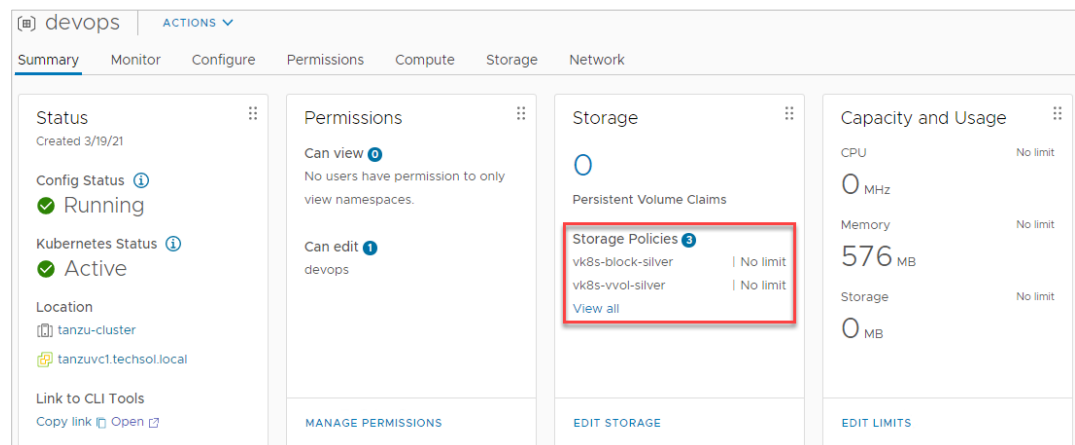 devops ACTIONS
Summary Monitor Configure Permissions Compute Storage Network
Status
Created 3/19/21
Config Status
Running
Kubernetes Status
Active
Location
tanzu-cluster
tanzuvc1.techsol.local
Link to CLI Tools
Copy link Open
Permissions
Can view 0
No users have permission to only
view namespaces.
Can edit 1
devops
MANAGE PERMISSIONS
Storage
0
Persistent Volume Claims
Storage Policies 3
vk8s-block-silver | No limit
vk8s-vvol-silver | No limit
View all
EDIT STORAGE
Capacity and Usage
CPU No limit
0 MHz
Memory No limit
576 MB
Storage No limit
0 MB
EDIT LIMITS